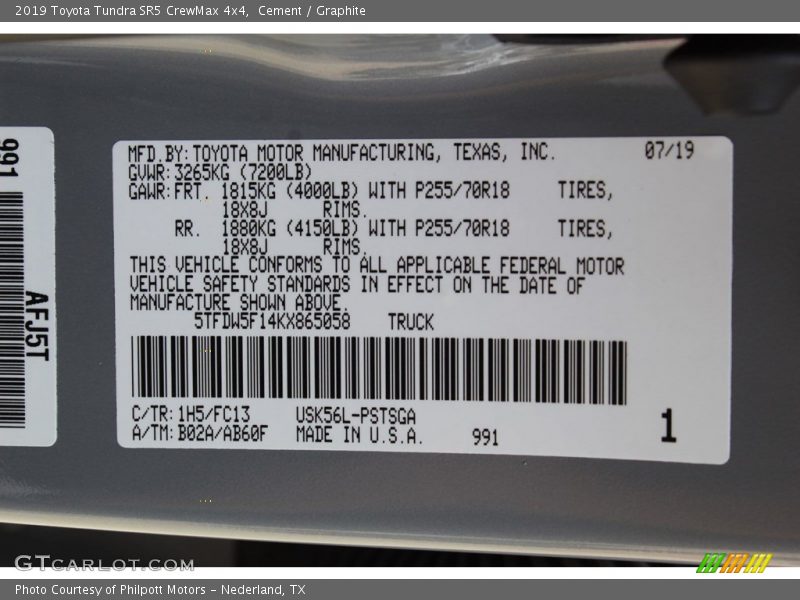 2019 Toyota Tundra SR5 CrewMax 4x4, Cement / Graphite
991
AFJ5T
MFD.BY:TOYOTA MOTOR MANUFACTURING, TEXAS, INC. 07/19
GVWR:3265KG (7200LB)
GAWR:FRT. 1815KG (4000LB) WITH P255/70R18 TIRES,
18X8J RIMS.
RR. 1880KG (4150LB) WITH P255/70R18 TIRES,
18X8J RIMS.
THIS VEHICLE CONFORMS TO ALL APPLICABLE FEDERAL MOTOR
VEHICLE SAFETY STANDARDS IN EFFECT ON THE DATE OF
MANUFACTURE SHOWN ABOVE.
5TFDW5F14KX865058 TRUCK
C/TR:1H5/FC13 USK56L-PSTSGA
A/TM:B02A/AB60F MADE IN U.S.A. 991 1
GTCARLOT.COM
Photo Courtesy of Philpott Motors - Nederland, TX